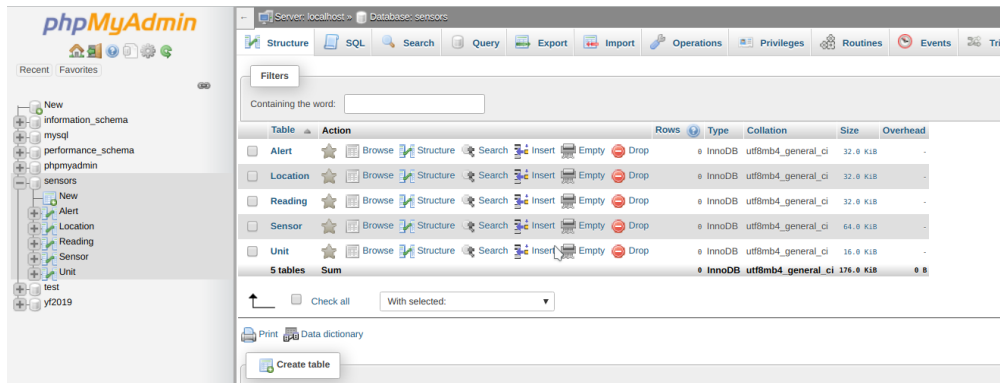 phpMyAdmin
Recent Favorites
New
information_schema
mysql
performance_schema
phpmyadmin
sensors
New
Alert
Location
Reading
Sensor
Unit
test
yf2019
← Server: localhost » Database: sensors
Structure SQL Search Query Export Import Operations Privileges Routines Events Tri
Filters
Containing the word:
Table Action Rows Type Collation Size Overhead
Alert Browse Structure Search Insert Empty Drop 0 InnoDB utf8mb4_general_ci 32.0 KiB -
Location Browse Structure Search Insert Empty Drop 0 InnoDB utf8mb4_general_ci 32.0 KiB -
Reading Browse Structure Search Insert Empty Drop 0 InnoDB utf8mb4_general_ci 32.0 KiB -
Sensor Browse Structure Search Insert Empty Drop 0 InnoDB utf8mb4_general_ci 64.0 KiB -
Unit Browse Structure Search Insert Empty Drop 0 InnoDB utf8mb4_general_ci 16.0 KiB -
5 tables Sum 0 InnoDB utf8mb4_general_ci 176.0 KiB 0 B
Check all With selected:
Print Data dictionary
Create table